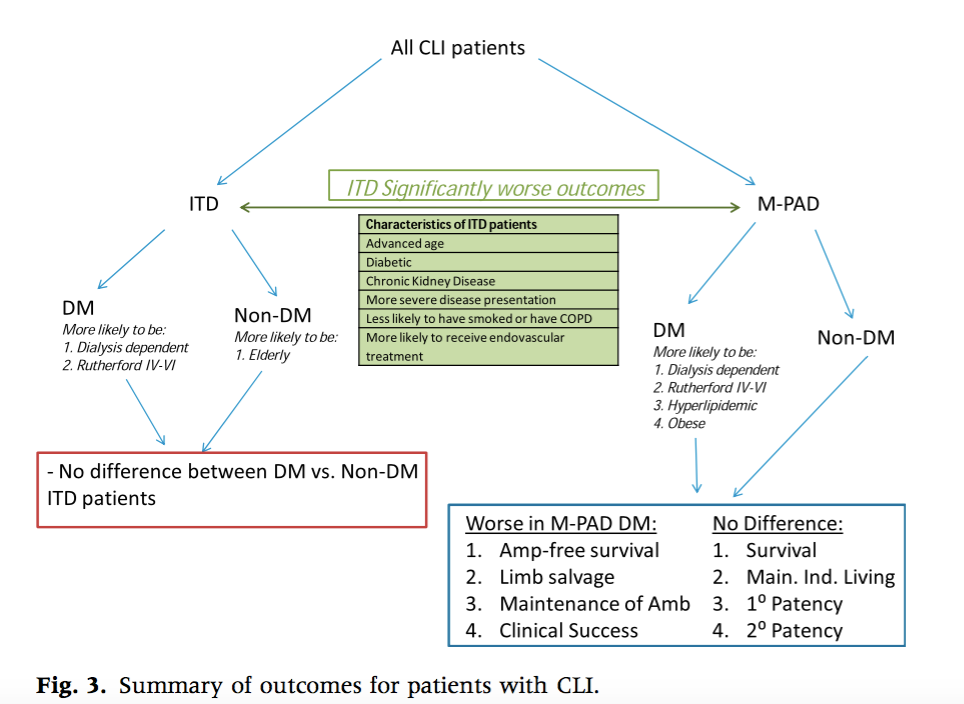 All CLI patients
ITD Significantly worse outcomes
ITD
M-PAD
Characteristics of ITD patients
Advanced age
Diabetic
Chronic Kidney Disease
More severe disease presentation
Less likely to have smoked or have COPD
More likely to receive endovascular
treatment
DM
More likely to be:
1. Dialysis dependent
2. Rutherford IV-VI
Non-DM
More likely to be:
1. Elderly
DM
More likely to be:
1. Dialysis dependent
2. Rutherford IV-VI
3. Hyperlipidemic
4. Obese
Non-DM
- No difference between DM vs. Non-DM
ITD patients
Worse in M-PAD DM:
1. Amp-free survival
2. Limb salvage
3. Maintenance of Amb
4. Clinical Success
No Difference:
1. Survival
2. Main. Ind. Living
3. 1⁰ Patency
4. 2⁰ Patency
Fig. 3. Summary of outcomes for patients with CLI.